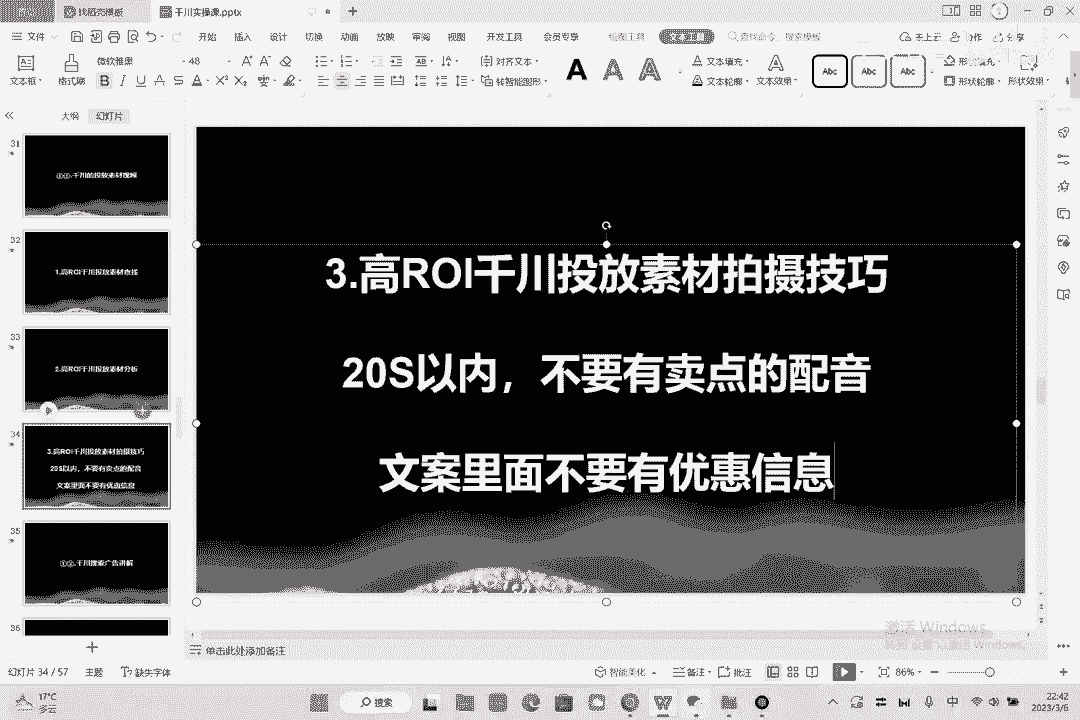 找稻壳模板
千川实操课.pptx
文件
开始
插入
设计
切换
动画
放映
审阅
视图
开发工具
会员专享
绘图工具
文本工具
查找命令、搜索模板
未上云
协作
分享
文本框
格式刷
微软雅黑
48
B I U A S A X² X₂
对齐文本
转智能图形
A A A
文本填充
文本轮廓
文本效果
Abc Abc Abc
形状填充
形状轮廓
形状效果
大纲 幻灯片
31
①①.千川的投放素材视频
32
1.高ROI千川投放素材查找
33
2.高ROI千川投放素材分析
34
3.高ROI千川投放素材拍摄技巧
20S以内，不要有卖点的配音
文案里面不要有优惠信息
35
①②.千川搜索广告讲解
36
3.高ROI千川投放素材拍摄技巧
20S以内，不要有卖点的配音
文案里面不要有优惠信息
激活 Windows
转到"设置"以激活 Windows。
单击此处添加备注
幻灯片 34 / 57
主题
缺失字体
智能美化
备注
批注
86%
17°C
多云
搜索
中
22:42
2023/3/6